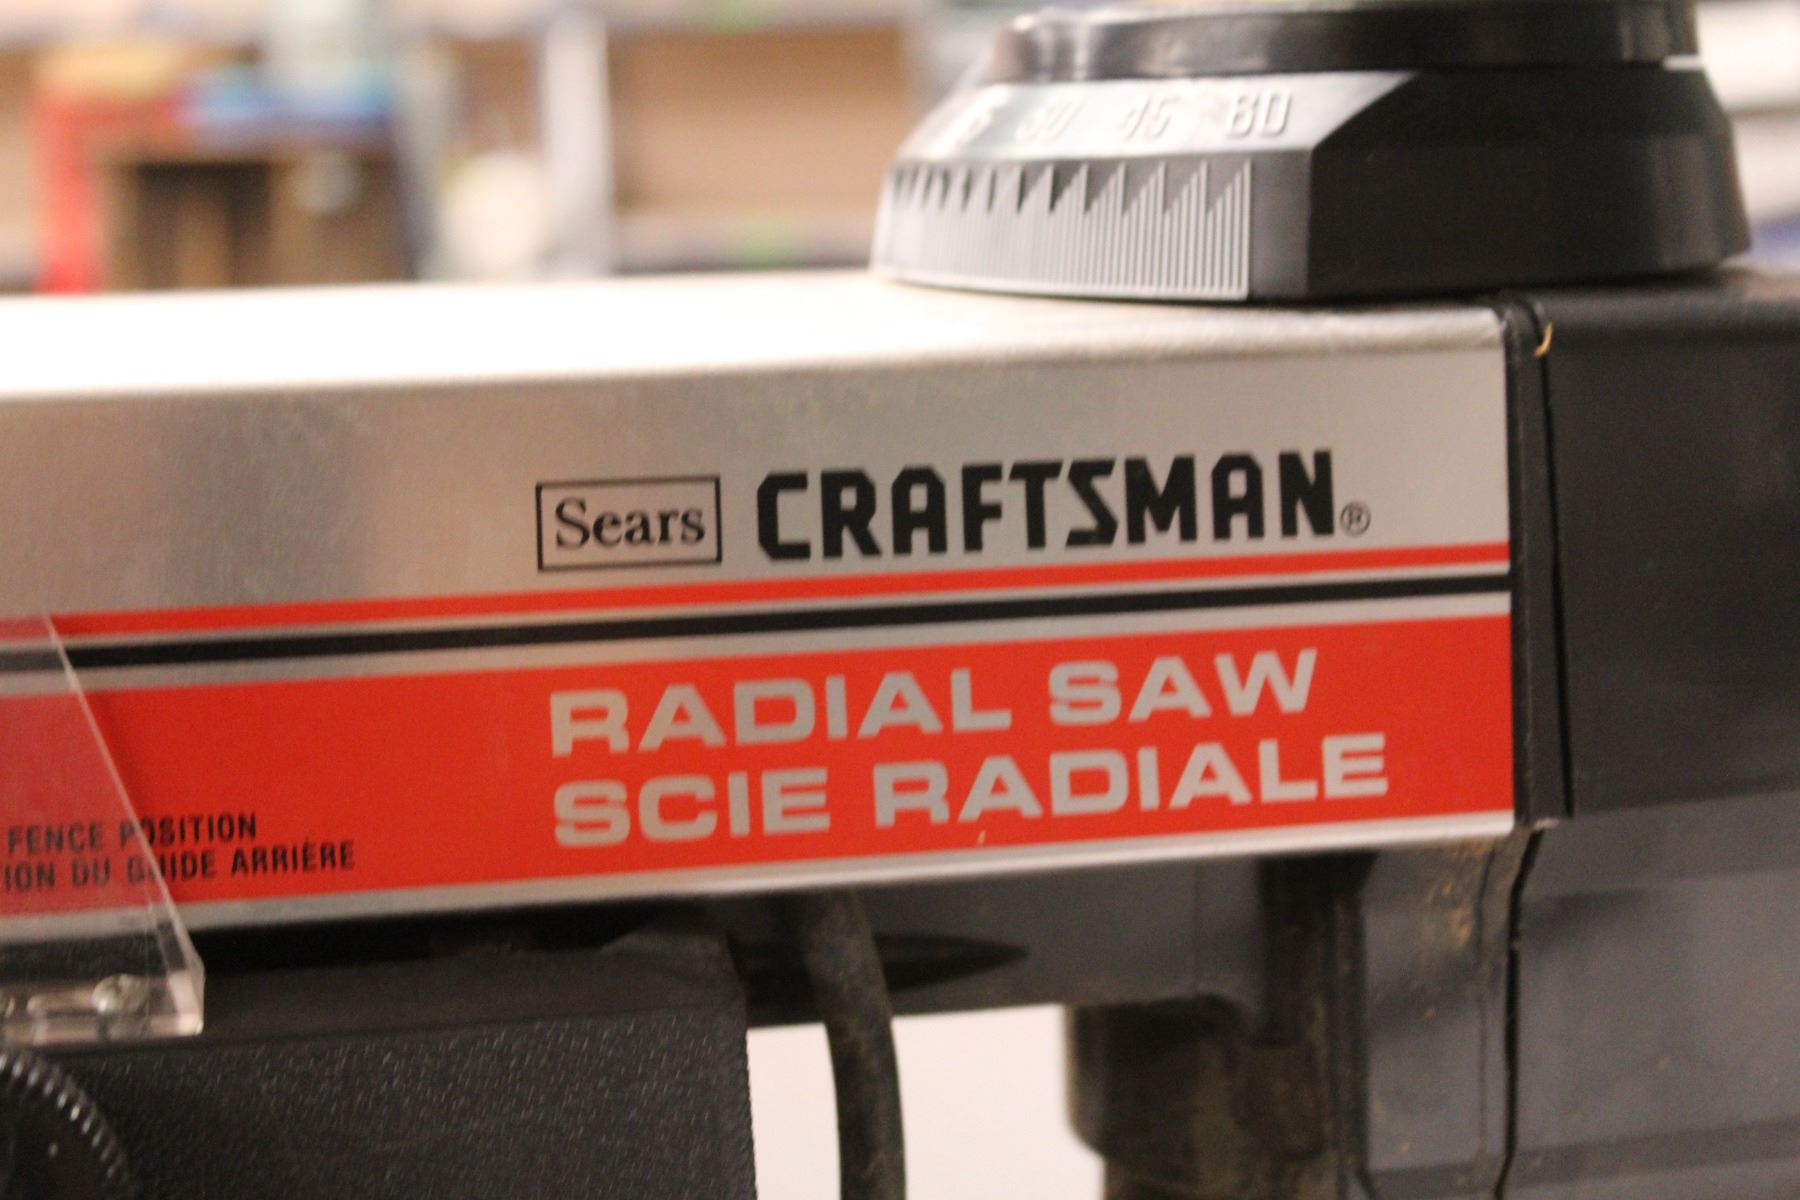 30 45 60
Sears CRAFTSMAN®
RADIAL SAW
SCIE RADIALE
FENCE POSITION
DU GUIDE ARRIÈRE